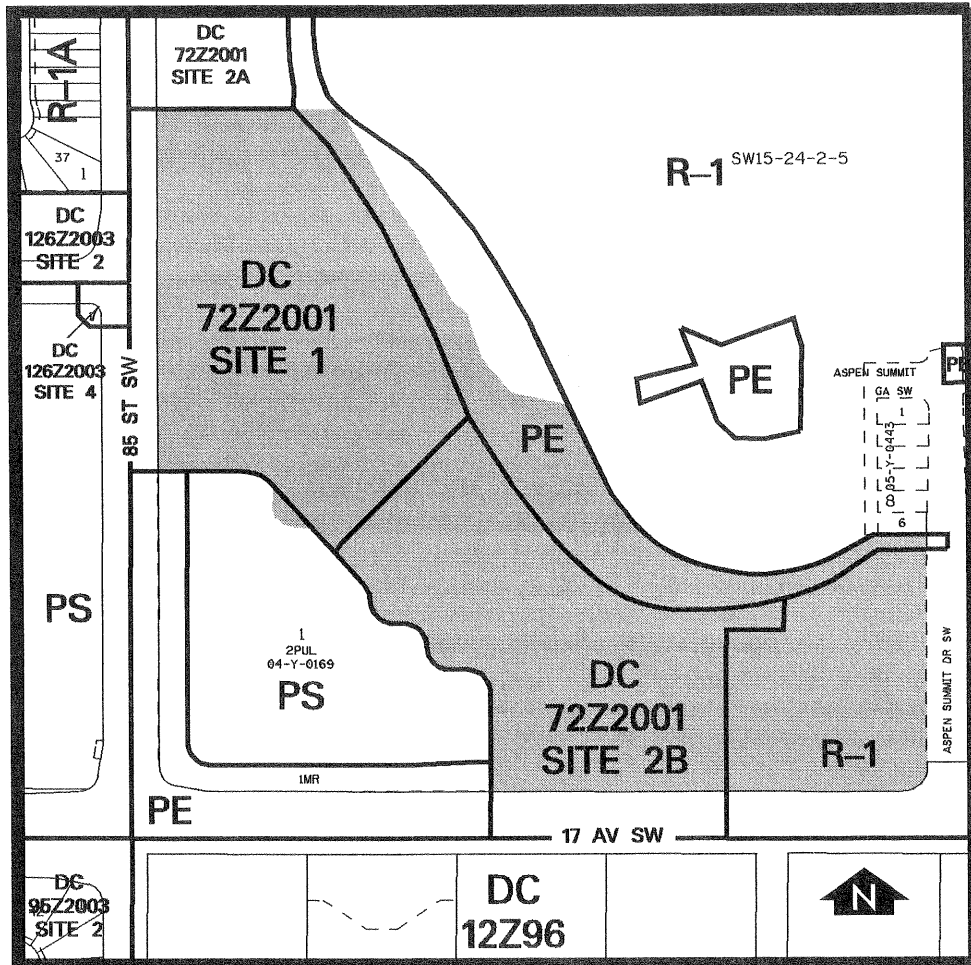 R-1A
DC
72Z2001
SITE 2A
37
1
R-1 SW15-24-2-5
DC
126Z2003
SITE 2
DC
126Z2003
SITE 4
DC
72Z2001
SITE 1
85 ST SW
PE
PE
ASPEN SUMMIT
GA SW
PE
1
8 05-Y-0443
6
PS
1
2PUL
04-Y-0169
PS
DC
72Z2001
SITE 2B
R-1
ASPEN SUMMIT DR SW
1MR
PE
17 AV SW
DC
95Z2003
SITE 2
DC
12Z96
N